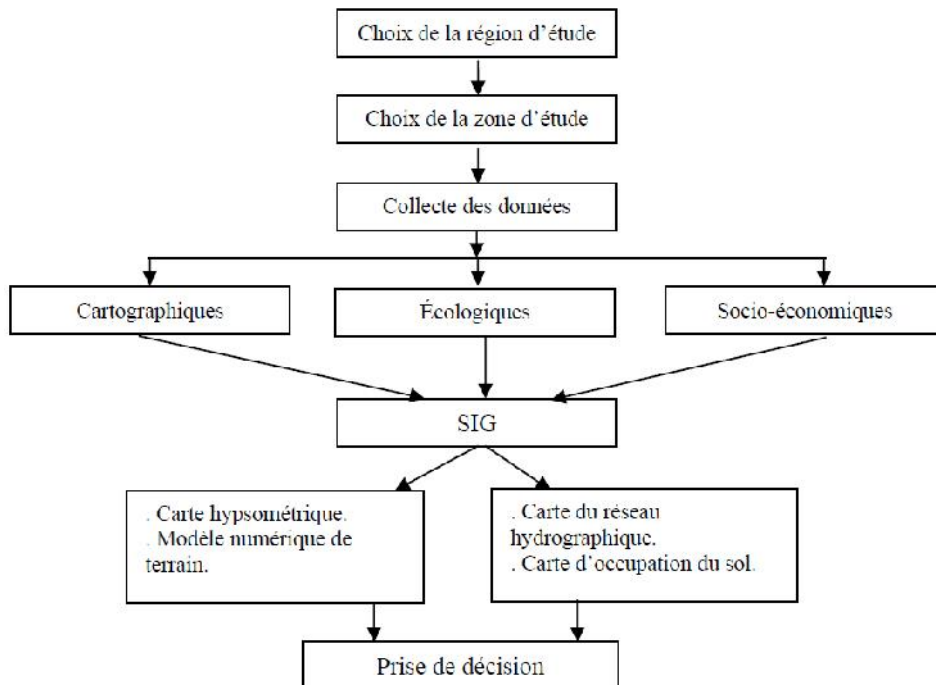 Choix de la région d'étude
Choix de la zone d'étude
Collecte des données
Cartographiques
Écologiques
Socio-économiques
SIG
. Carte hypsométrique.
. Modèle numérique de
terrain.
. Carte du réseau
hydrographique.
. Carte d'occupation du sol.
Prise de décision